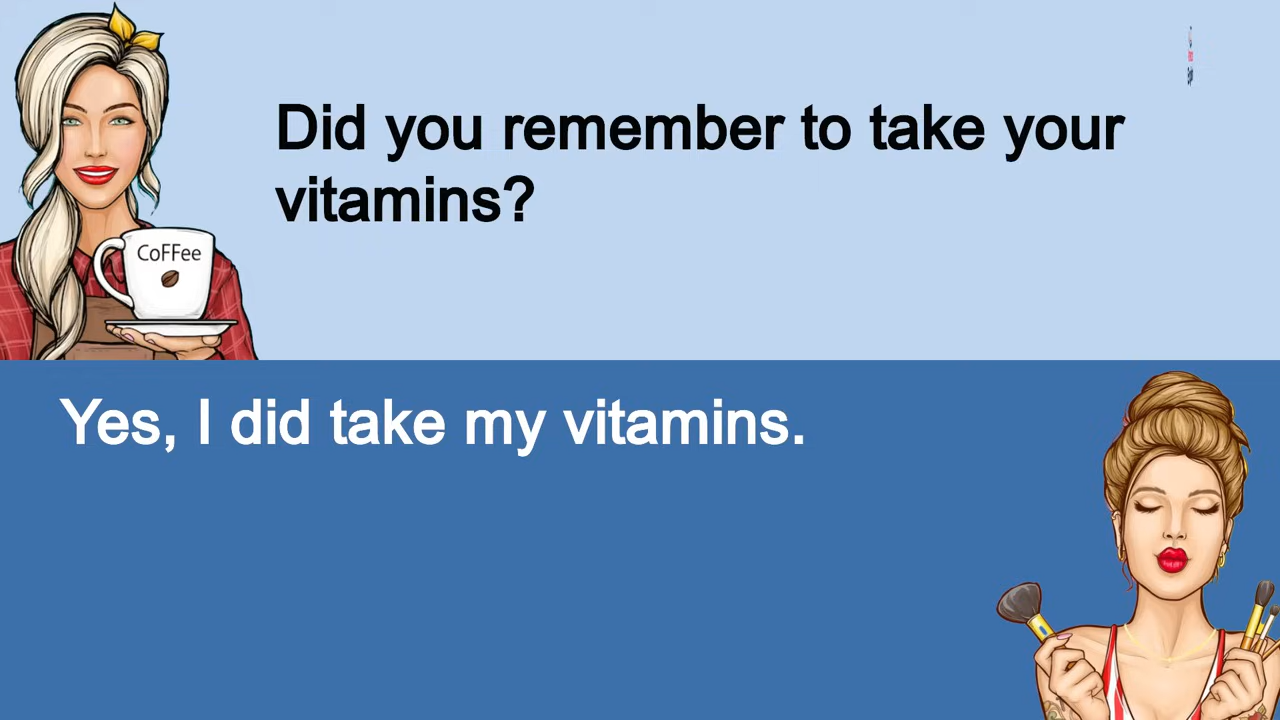 Did you remember to take your
vitamins?
CoFFee
Yes, I did take my vitamins.